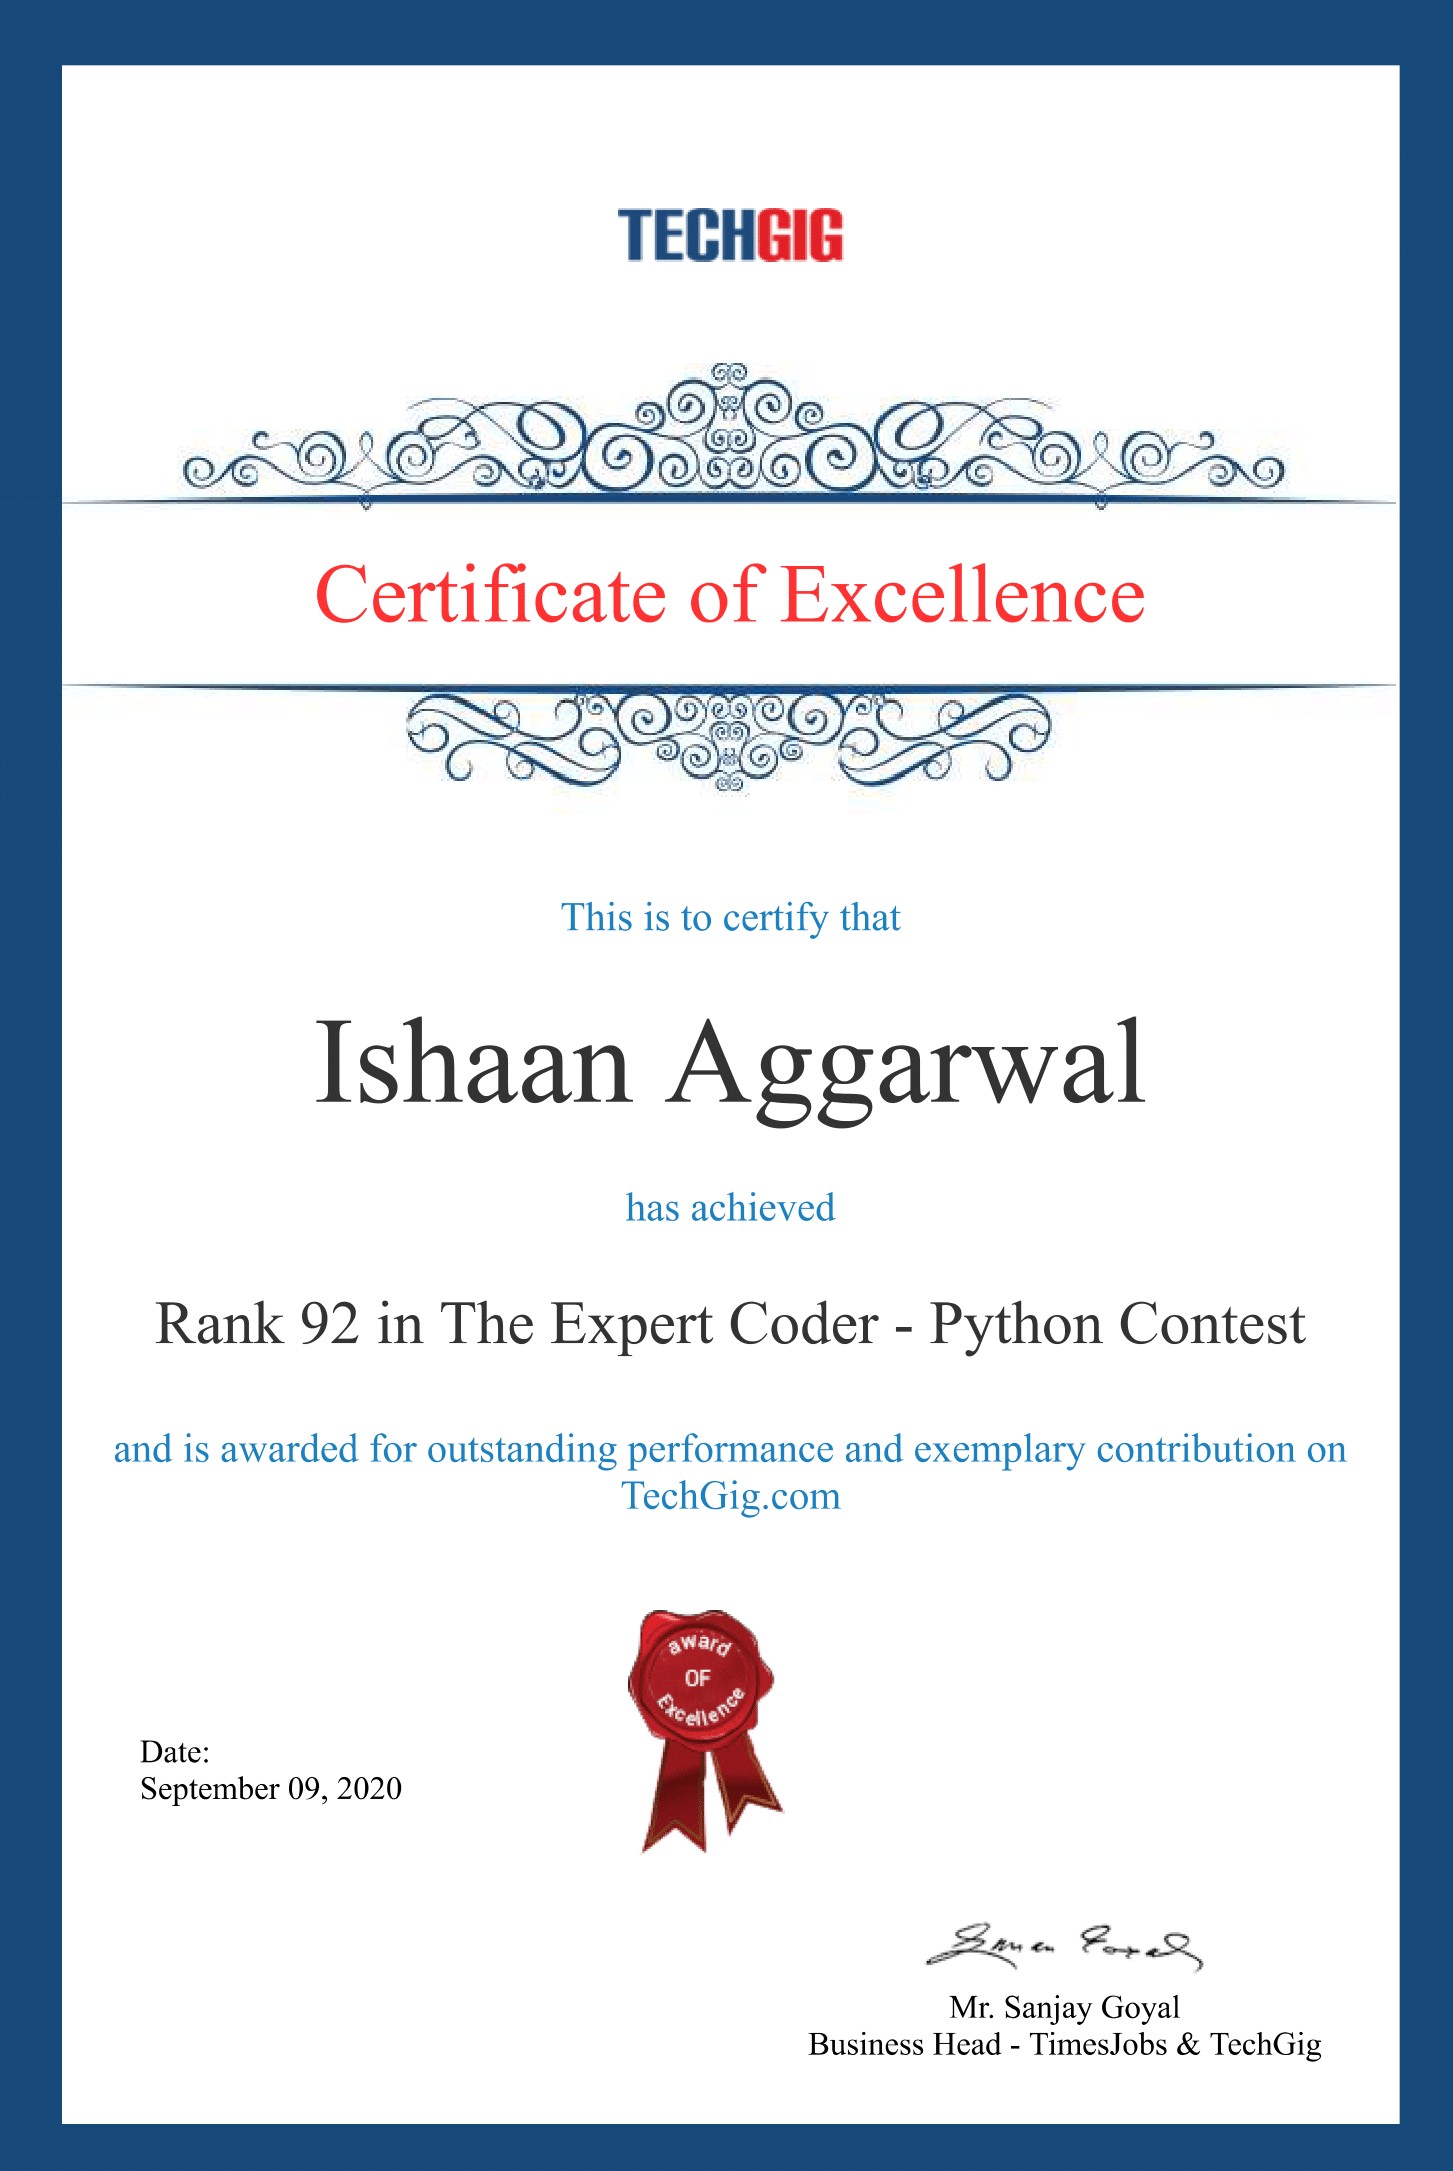 TECHGIG
Certificate of Excellence
This is to certify that
Ishaan Aggarwal
has achieved
Rank 92 in The Expert Coder - Python Contest
and is awarded for outstanding performance and exemplary contribution on
TechGig.com
award
OF
Excellence
Date:
September 09, 2020
Mr. Sanjay Goyal
Business Head - TimesJobs & TechGig